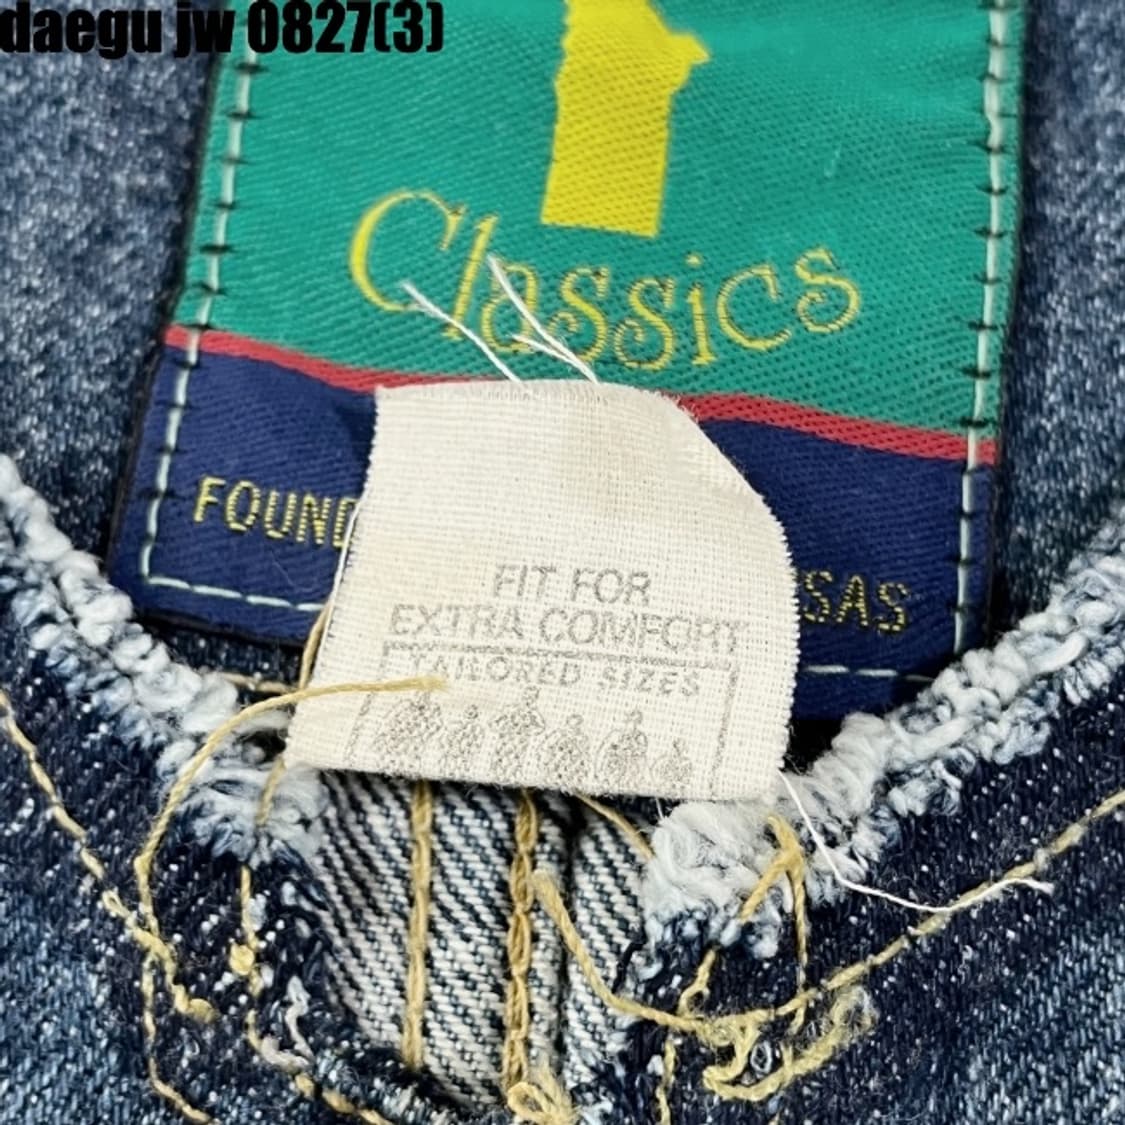 daegu jw 0827(3)
Classics
FOUND SAS
FIT FOR
EXTRA COMFORT
TAILORED SIZES